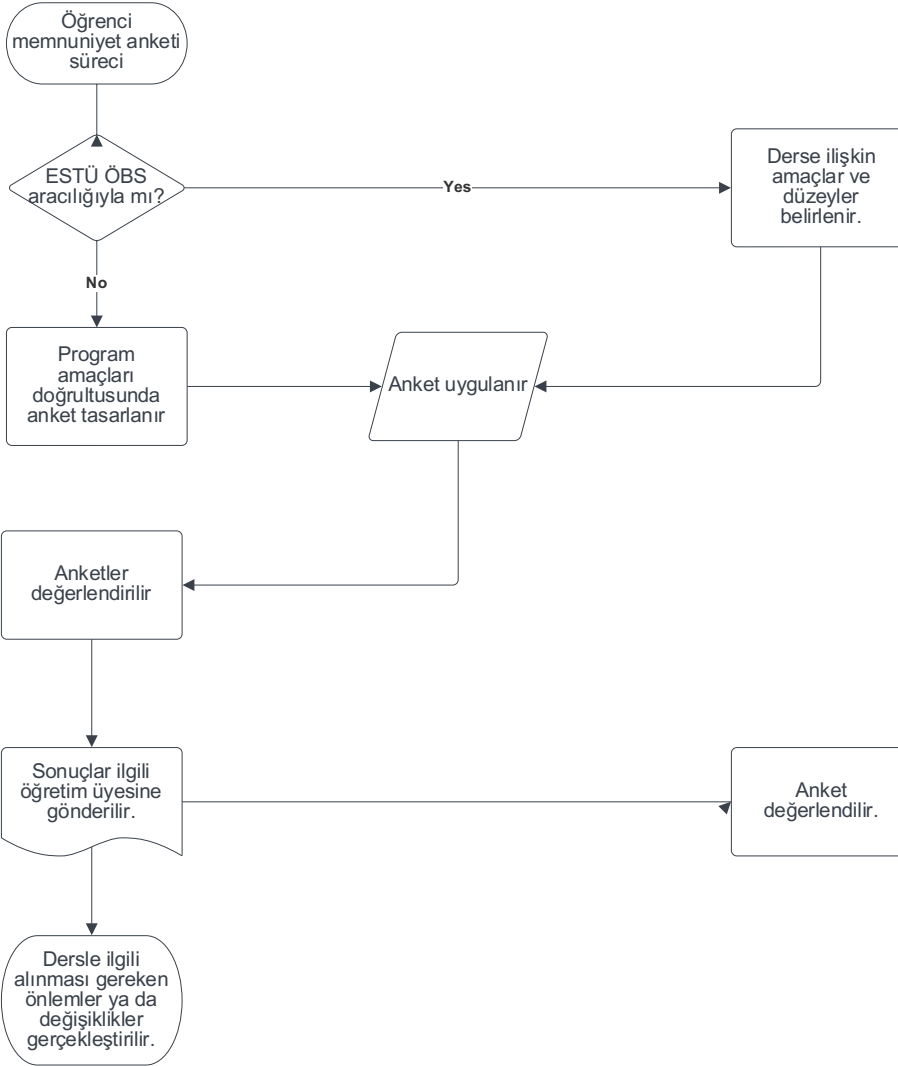 Öğrenci
memnuniyet anketi
süreci
ESTÜ ÖBS
aracılığıyla mı?
Yes
Derse ilişkin
amaçlar ve
düzeyler
belirlenir.
No
Program
amaçları
doğrultusunda
anket tasarlanır
Anket uygulanır
Anketler
değerlendirilir
Sonuçlar ilgili
öğretim üyesine
gönderilir.
Anket
değerlendilir.
Dersle ilgili
alınması gereken
önlemler ya da
değişiklikler
gerçekleştirilir.